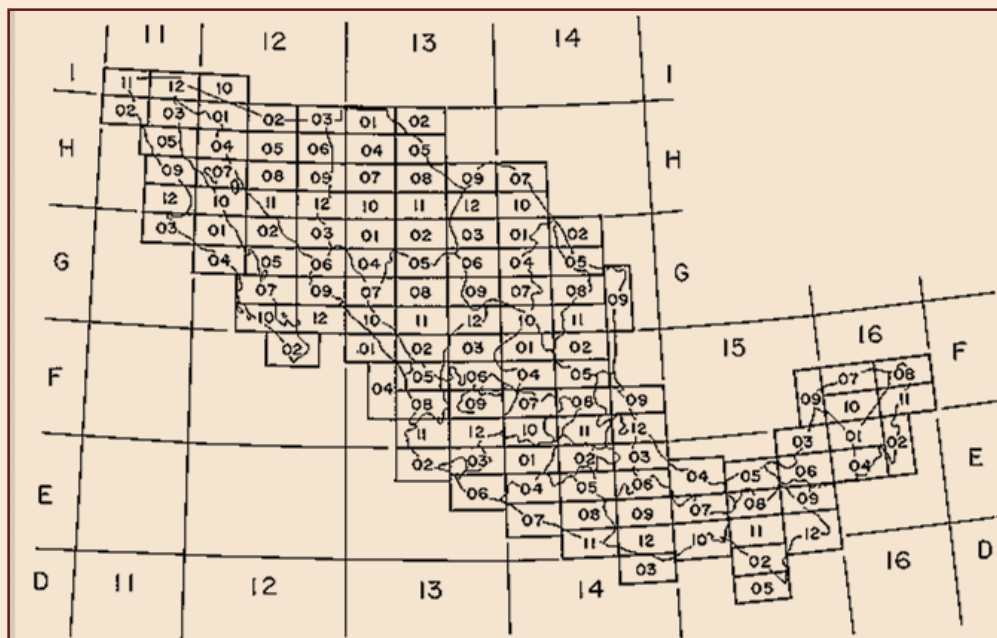 11 12 13 14
I 11 12 10 I
02 03 01 02 03 01 02
H 05 04 05 06 04 05 H
09 07 08 09 07 08 09 07
12 10 11 12 10 11 12 10
03 01 02 03 01 02 03 01 02
G 04 05 06 04 05 06 04 05 G
07 09 07 08 09 07 08 09
10 12 10 11 12 10 11
02 01 02 03 01 02 15 16
F 04 05 06 04 05 09 07 08 F
08 09 07 08 09 10 11
11 12 10 11 12 03 01 02
02 03 01 02 03 04 05 06 04 E
E 06 04 05 06 07 08 09
07 08 09 10 11 12
11 12 02 D
D 11 12 13 03 14 05 16